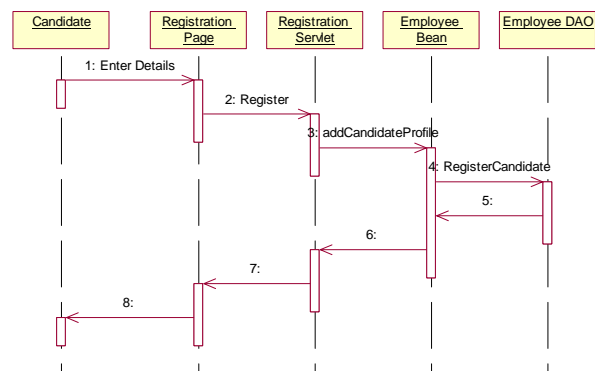 Candidate
Registration
Page
Registration
Servlet
Employee
Bean
Employee DAO
1: Enter Details
2: Register
3: addCandidateProfile
4: RegisterCandidate
5:
6:
7:
8: